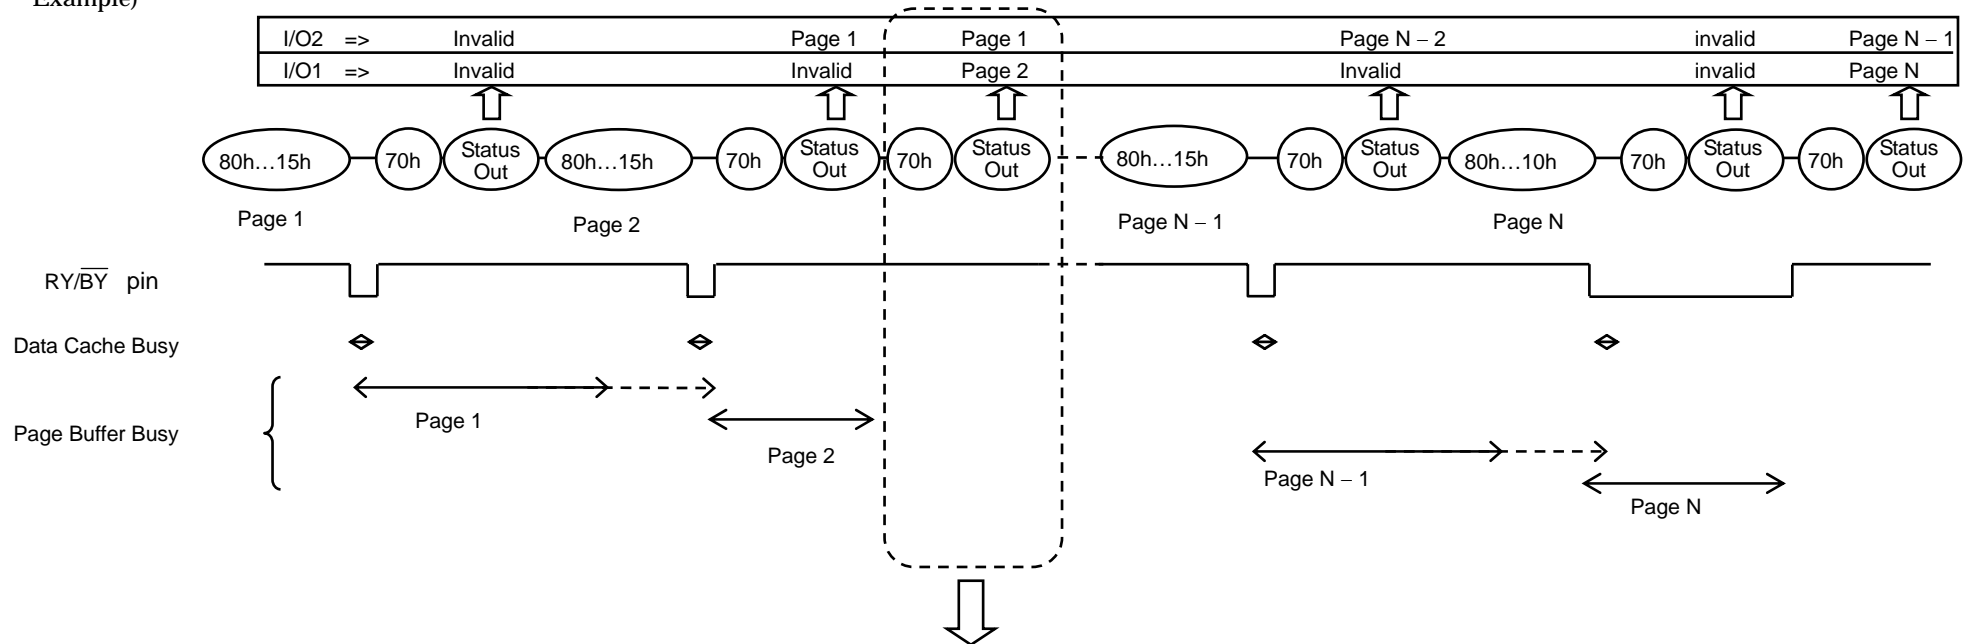 Example)
I/O2 => Invalid Page 1 Page 1 Page N – 2 invalid Page N – 1
I/O1 => Invalid Invalid Page 2 Invalid invalid Page N
80h…15h 70h Status Out 80h…15h 70h Status Out 70h Status Out 80h…15h 70h Status Out 80h…10h 70h Status Out 70h Status Out
Page 1 Page 2 Page N – 1 Page N
RY/B̅Y̅ pin
Data Cache Busy
Page 1
Page Buffer Busy
Page 2
Page N – 1
Page N